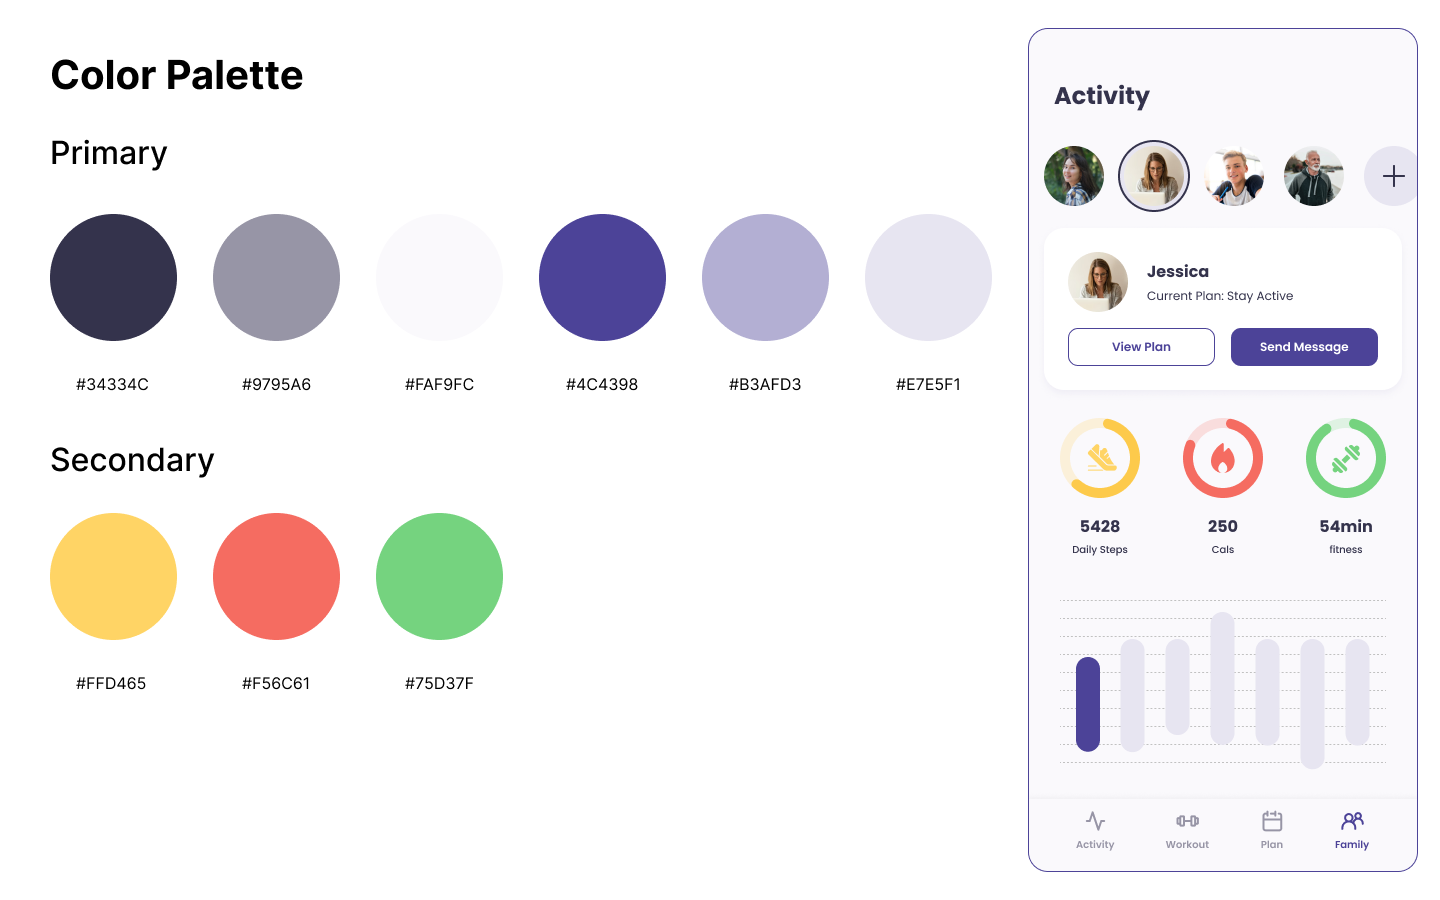 Color Palette
Primary
#34334C
#9795A6
#FAF9FC
#4C4398
#B3AFD3
#E7E5F1
Secondary
#FFD465
#F56C61
#75D37F
Activity
Jessica
Current Plan: Stay Active
View Plan
Send Message
5428
Daily Steps
250
Cals
54min
fitness
Activity
Workout
Plan
Family